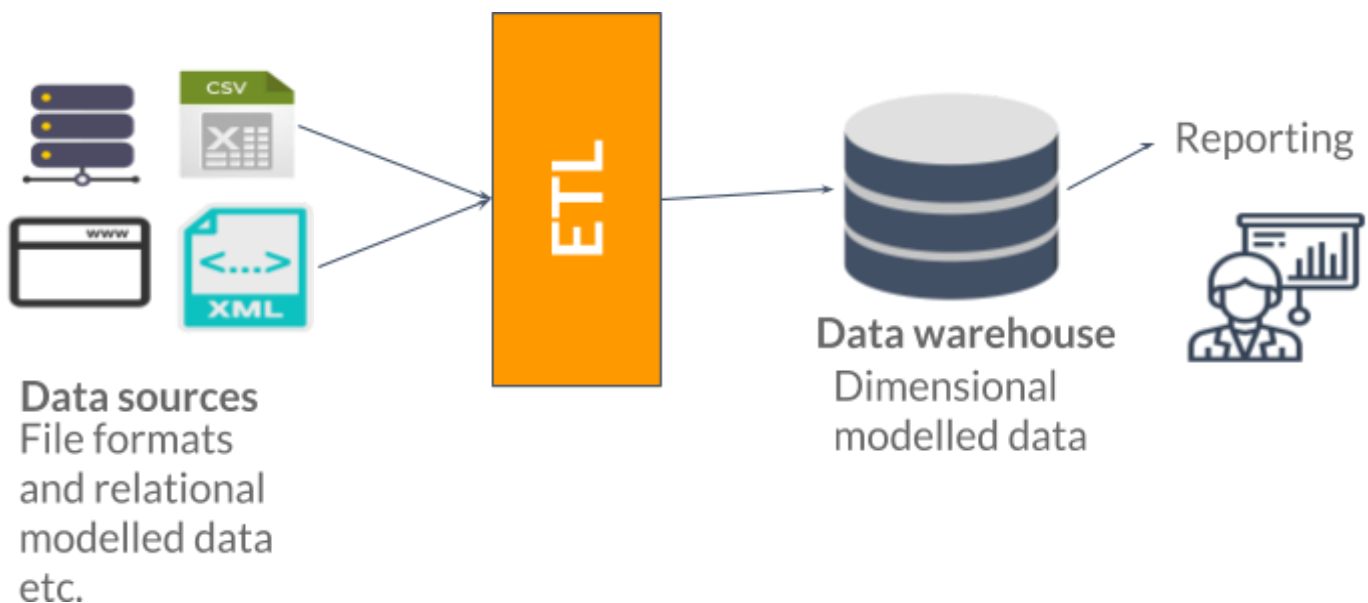 CSV
www
<...>
XML
Data sources
File formats
and relational
modelled data
etc.
ETL
Data warehouse
Dimensional
modelled data
Reporting